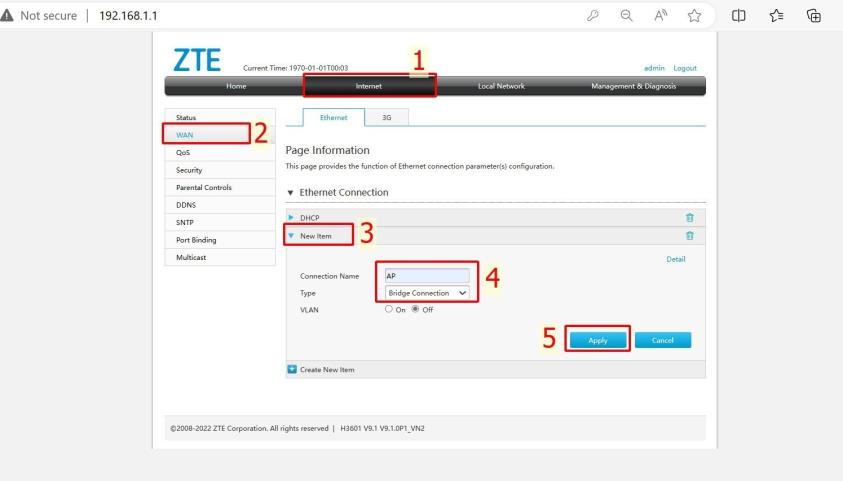 Not secure | 192.168.1.1
ZTE
Current Time: 1970-01-01T00:03
1
admin Logout
Home Internet Local Network Management & Diagnosis
Status
WAN
2
QoS
Security
Parental Controls
DDNS
SNTP
Port Binding
Multicast
Ethernet 3G
Page Information
This page provides the function of Ethernet connection parameter(s) configuration.
Ethernet Connection
DHCP
New Item
3
Detail
Connection Name AP
4
Type Bridge Connection
VLAN On Off
5
Apply Cancel
Create New Item
©2008-2022 ZTE Corporation. All rights reserved | H3601 V9.1 V9.1.0P1_VN2